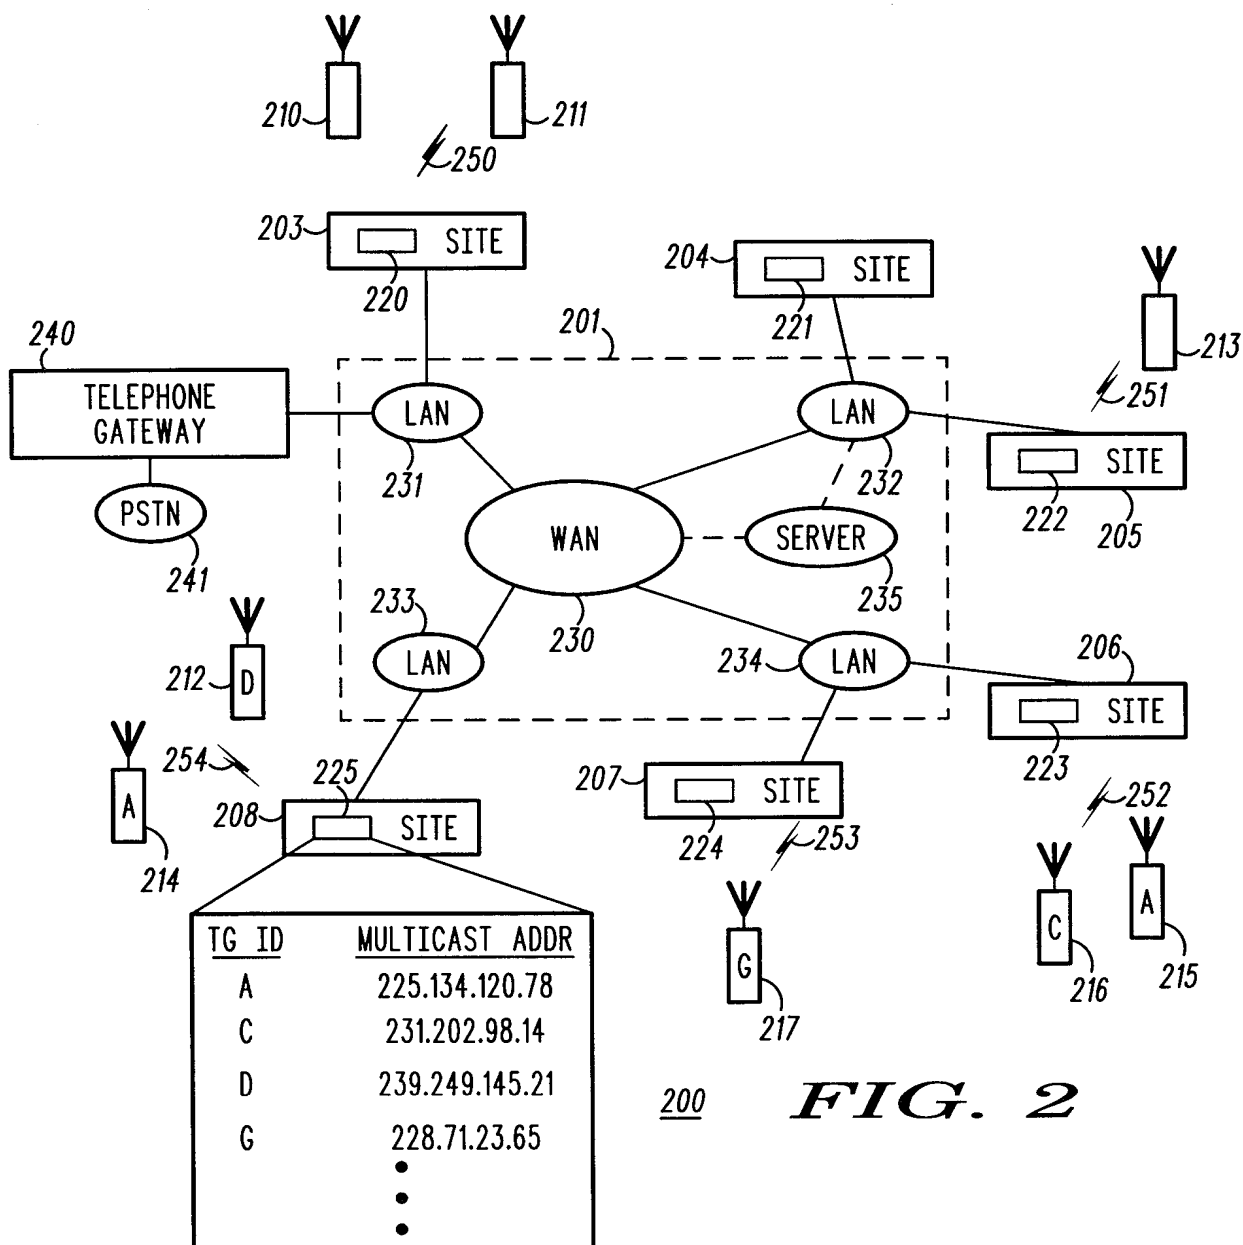 210
211
250
203
SITE
220
204
SITE
221
213
251
240
201
TELEPHONE
GATEWAY
LAN
231
LAN
232
SITE
222
205
PSTN
241
WAN
230
SERVER
235
233
LAN
234
LAN
206
SITE
223
212
D
254
A
214
225
208
SITE
207
SITE
224
253
252
G
217
C
216
A
215
TG ID MULTICAST ADDR
A 225.134.120.78
C 231.202.98.14
D 239.249.145.21
G 228.71.23.65
200
FIG. 2